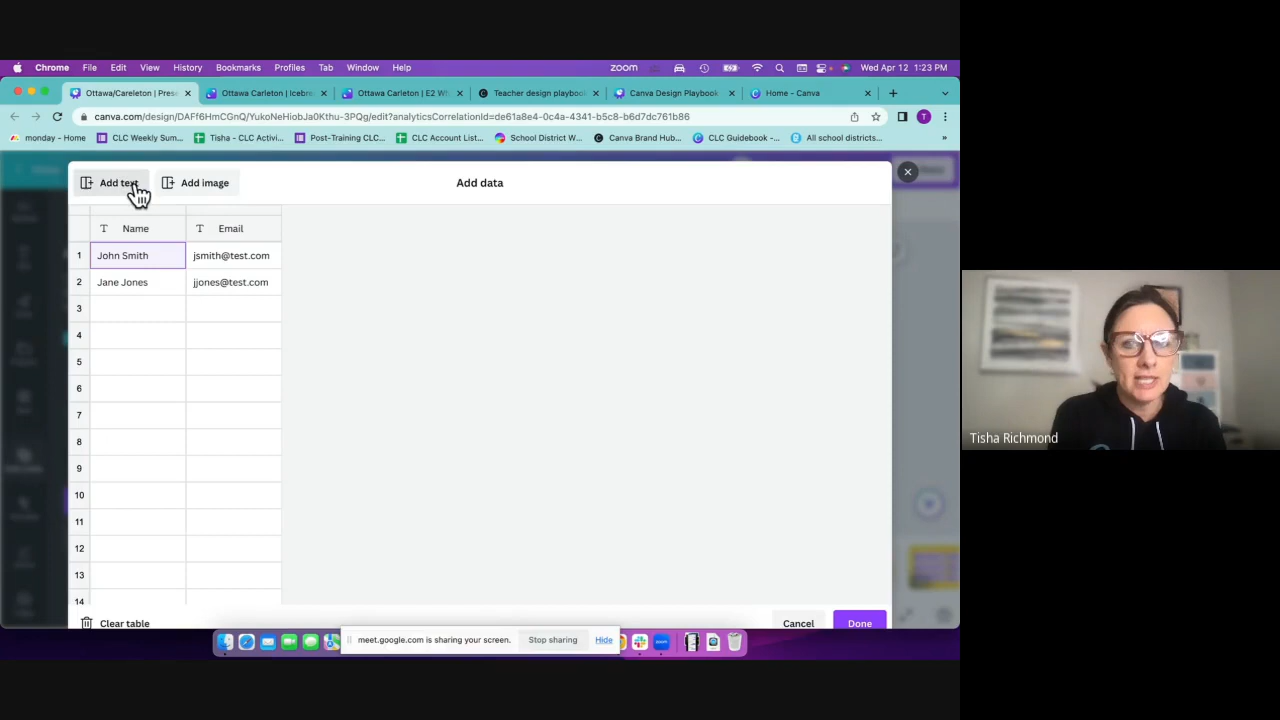 Chrome File Edit View History Bookmarks Profiles Tab Window Help zoom Wed Apr 12 1:23 PM
Ottawa/Careleton | Pres Ottawa Carleton | Icebr Ottawa Carleton | E2 W Teacher design playboo Canva Design Playbook Home - Canva
canva.com/design/DAFf6HmCGnQ/YukoNeHiobJa0Kthu-3PQg/edit?analyticsCorrelationId=de61a8e4-0c4a-4341-b5c8-b6d7dc761b86
monday - Home CLC Weekly Sum... Tisha - CLC Activi... Post-Training CLC... CLC Account List... School District W... Canva Brand Hub... CLC Guidebook -... All school districts... »
Add text Add image Add data
T Name T Email
1 John Smith jsmith@test.com
2 Jane Jones jjones@test.com
3
4
5
6
7
8
9
10
11
12
13
14
Clear table Cancel Done
meet.google.com is sharing your screen. Stop sharing Hide
Tisha Richmond